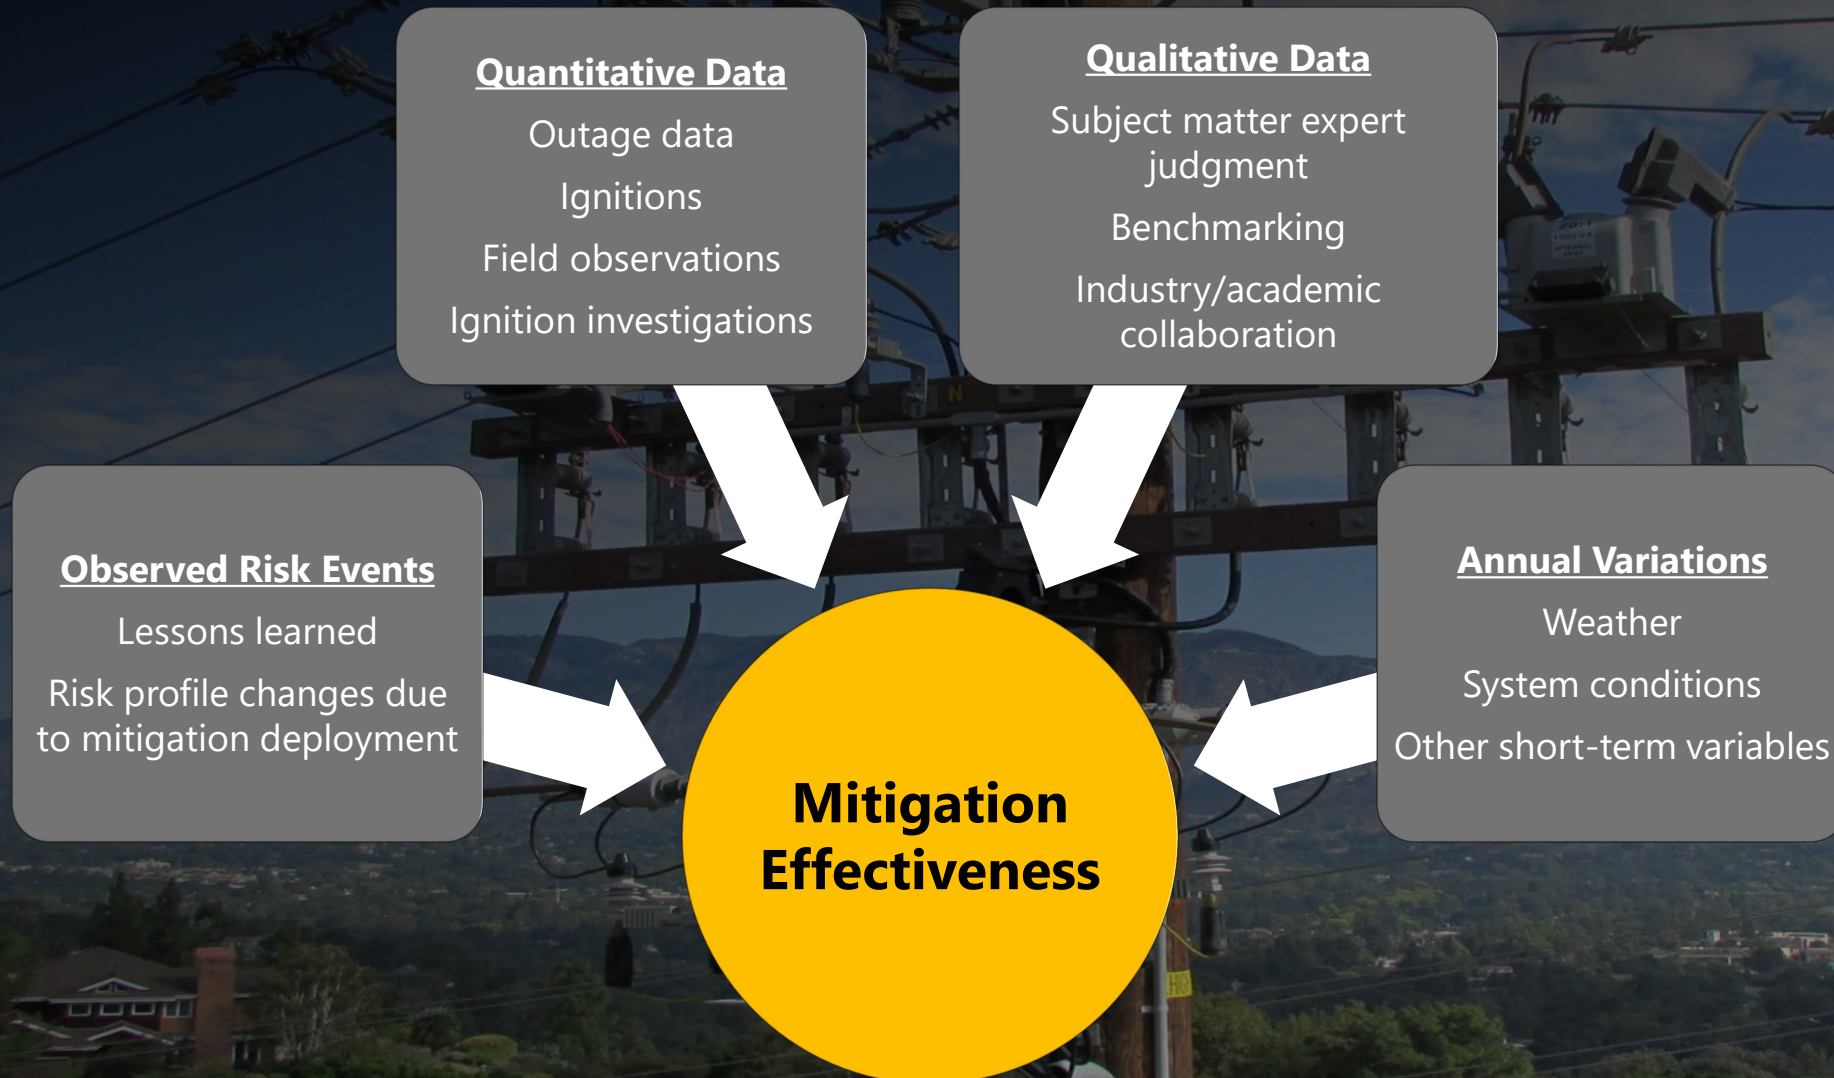 Quantitative Data
Outage data
Ignitions
Field observations
Ignition investigations
Qualitative Data
Subject matter expert
judgment
Benchmarking
Industry/academic
collaboration
Observed Risk Events
Lessons learned
Risk profile changes due
to mitigation deployment
Annual Variations
Weather
System conditions
Other short-term variables
Mitigation
Effectiveness
N